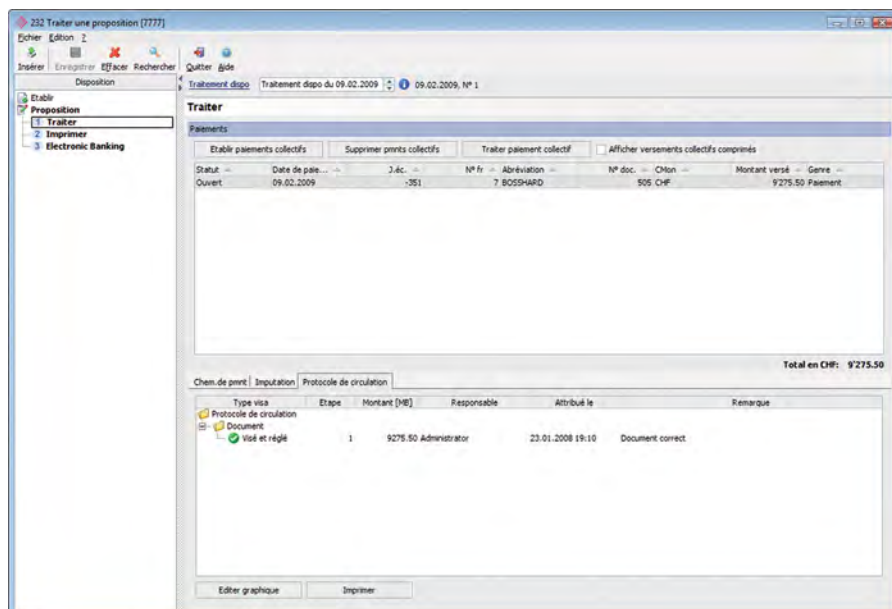 232 Traiter une proposition [7777]
Fichier Edition ?
Insérer Enregistrer Effacer Rechercher Quitter Aide
Disposition
Etablir
Proposition
1 Traiter
2 Imprimer
3 Electronic Banking
Traitement dispo Traitement dispo du 09.02.2009 09.02.2009, N° 1
Traiter
Paiements
Etablir paiements collectifs Supprimer pmnts collectifs Traiter paiement collectif Afficher versements collectifs comprimés
Statut Date de paie... J.éc. N° fr Abréviation N° doc. CMon Montant versé Genre
Ouvert 09.02.2009 -351 7 BOSSHARD 505 CHF 9'275.50 Paiement
Total en CHF: 9'275.50
Chem.de pmnt Imputation Protocole de circulation
Type visa Etape Montant [MB] Responsable Attribué le Remarque
Protocole de circulation
Document
Visé et réglé 1 9275.50 Administrator 23.01.2008 19:10 Document correct
Editer graphique Imprimer